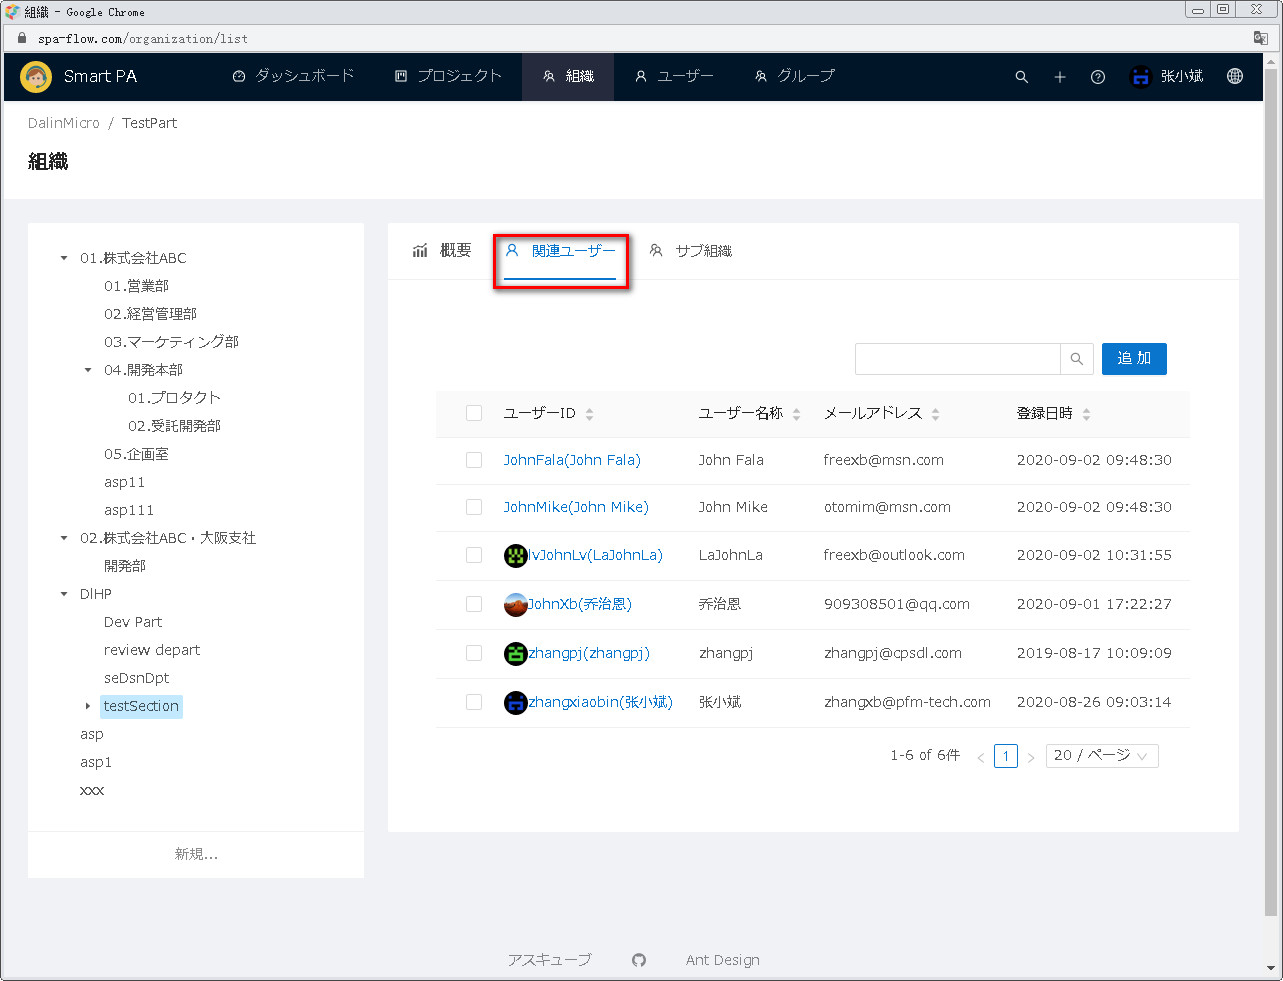 組織 - Google Chrome
spa-flow.com/organization/list
Smart PA ダッシュボード プロジェクト 組織 ユーザー グループ 张小斌
DalinMicro / TestPart
組織
01.株式会社ABC
01.営業部
02.経営管理部
03.マーケティング部
04.開発本部
01.プロタクト
02.受託開発部
05.企画室
asp11
asp111
02.株式会社ABC・大阪支社
開発部
DIHP
Dev Part
review depart
seDsnDpt
testSection
asp
asp1
xxx
新規...
概要 関連ユーザー サブ組織
追 加
ユーザーID ユーザー名称 メールアドレス 登録日時
JohnFala(John Fala) John Fala freexb@msn.com 2020-09-02 09:48:30
JohnMike(John Mike) John Mike otomim@msn.com 2020-09-02 09:48:30
lvJohnLv(LaJohnLa) LaJohnLa freexb@outlook.com 2020-09-02 10:31:55
JohnXb(乔治恩) 乔治恩 909308501@qq.com 2020-09-01 17:22:27
zhangpj(zhangpj) zhangpj zhangpj@cpsdl.com 2019-08-17 10:09:09
zhangxiaobin(张小斌) 张小斌 zhangxb@pfm-tech.com 2020-08-26 09:03:14
1-6 of 6件 1 20 / ページ
アスキューブ Ant Design